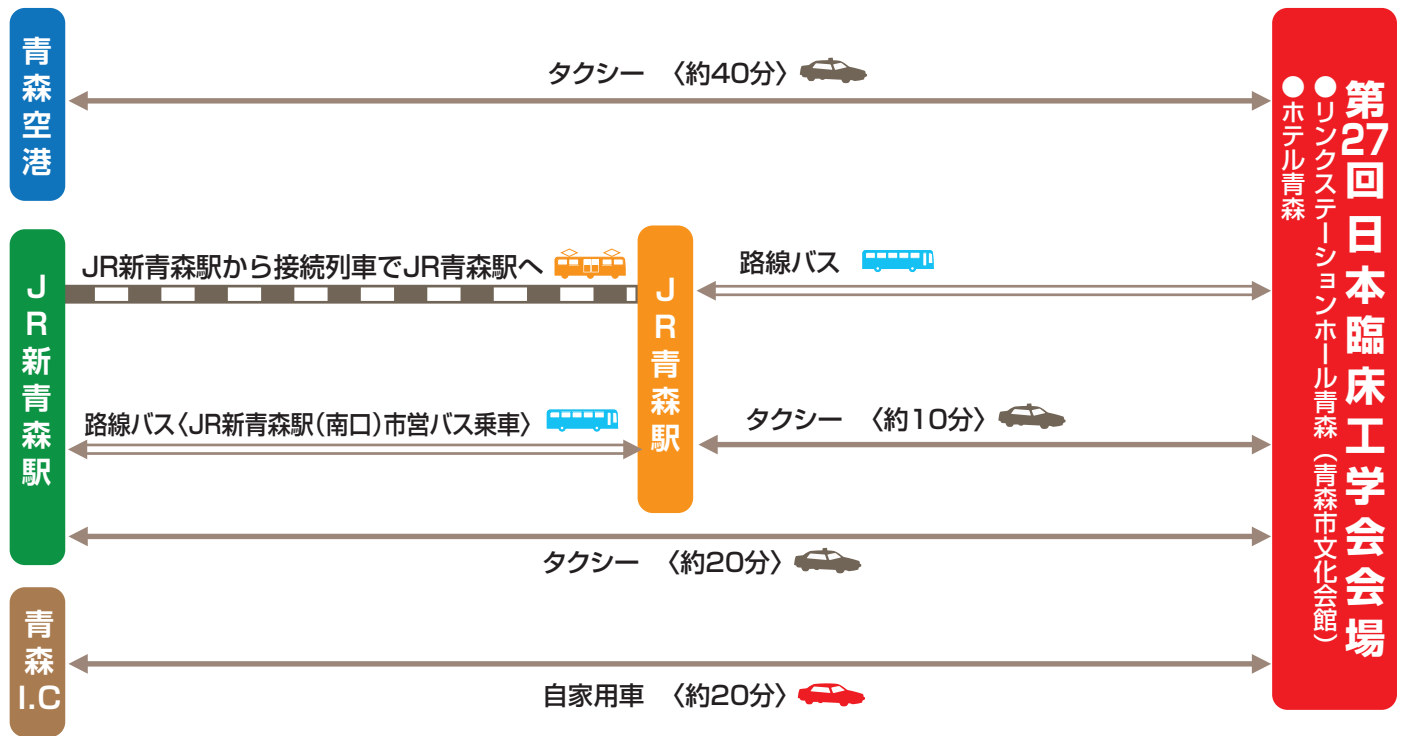 青森空港
タクシー 〈約40分〉
JR新青森駅
JR新青森駅から接続列車でJR青森駅へ
路線バス〈JR新青森駅（南口）市営バス乗車〉
JR青森駅
路線バス
タクシー 〈約10分〉
タクシー 〈約20分〉
青森I.C
自家用車 〈約20分〉
第27回 日本臨床工学会会場
●リンクステーションホール青森（青森市文化会館）
●ホテル青森